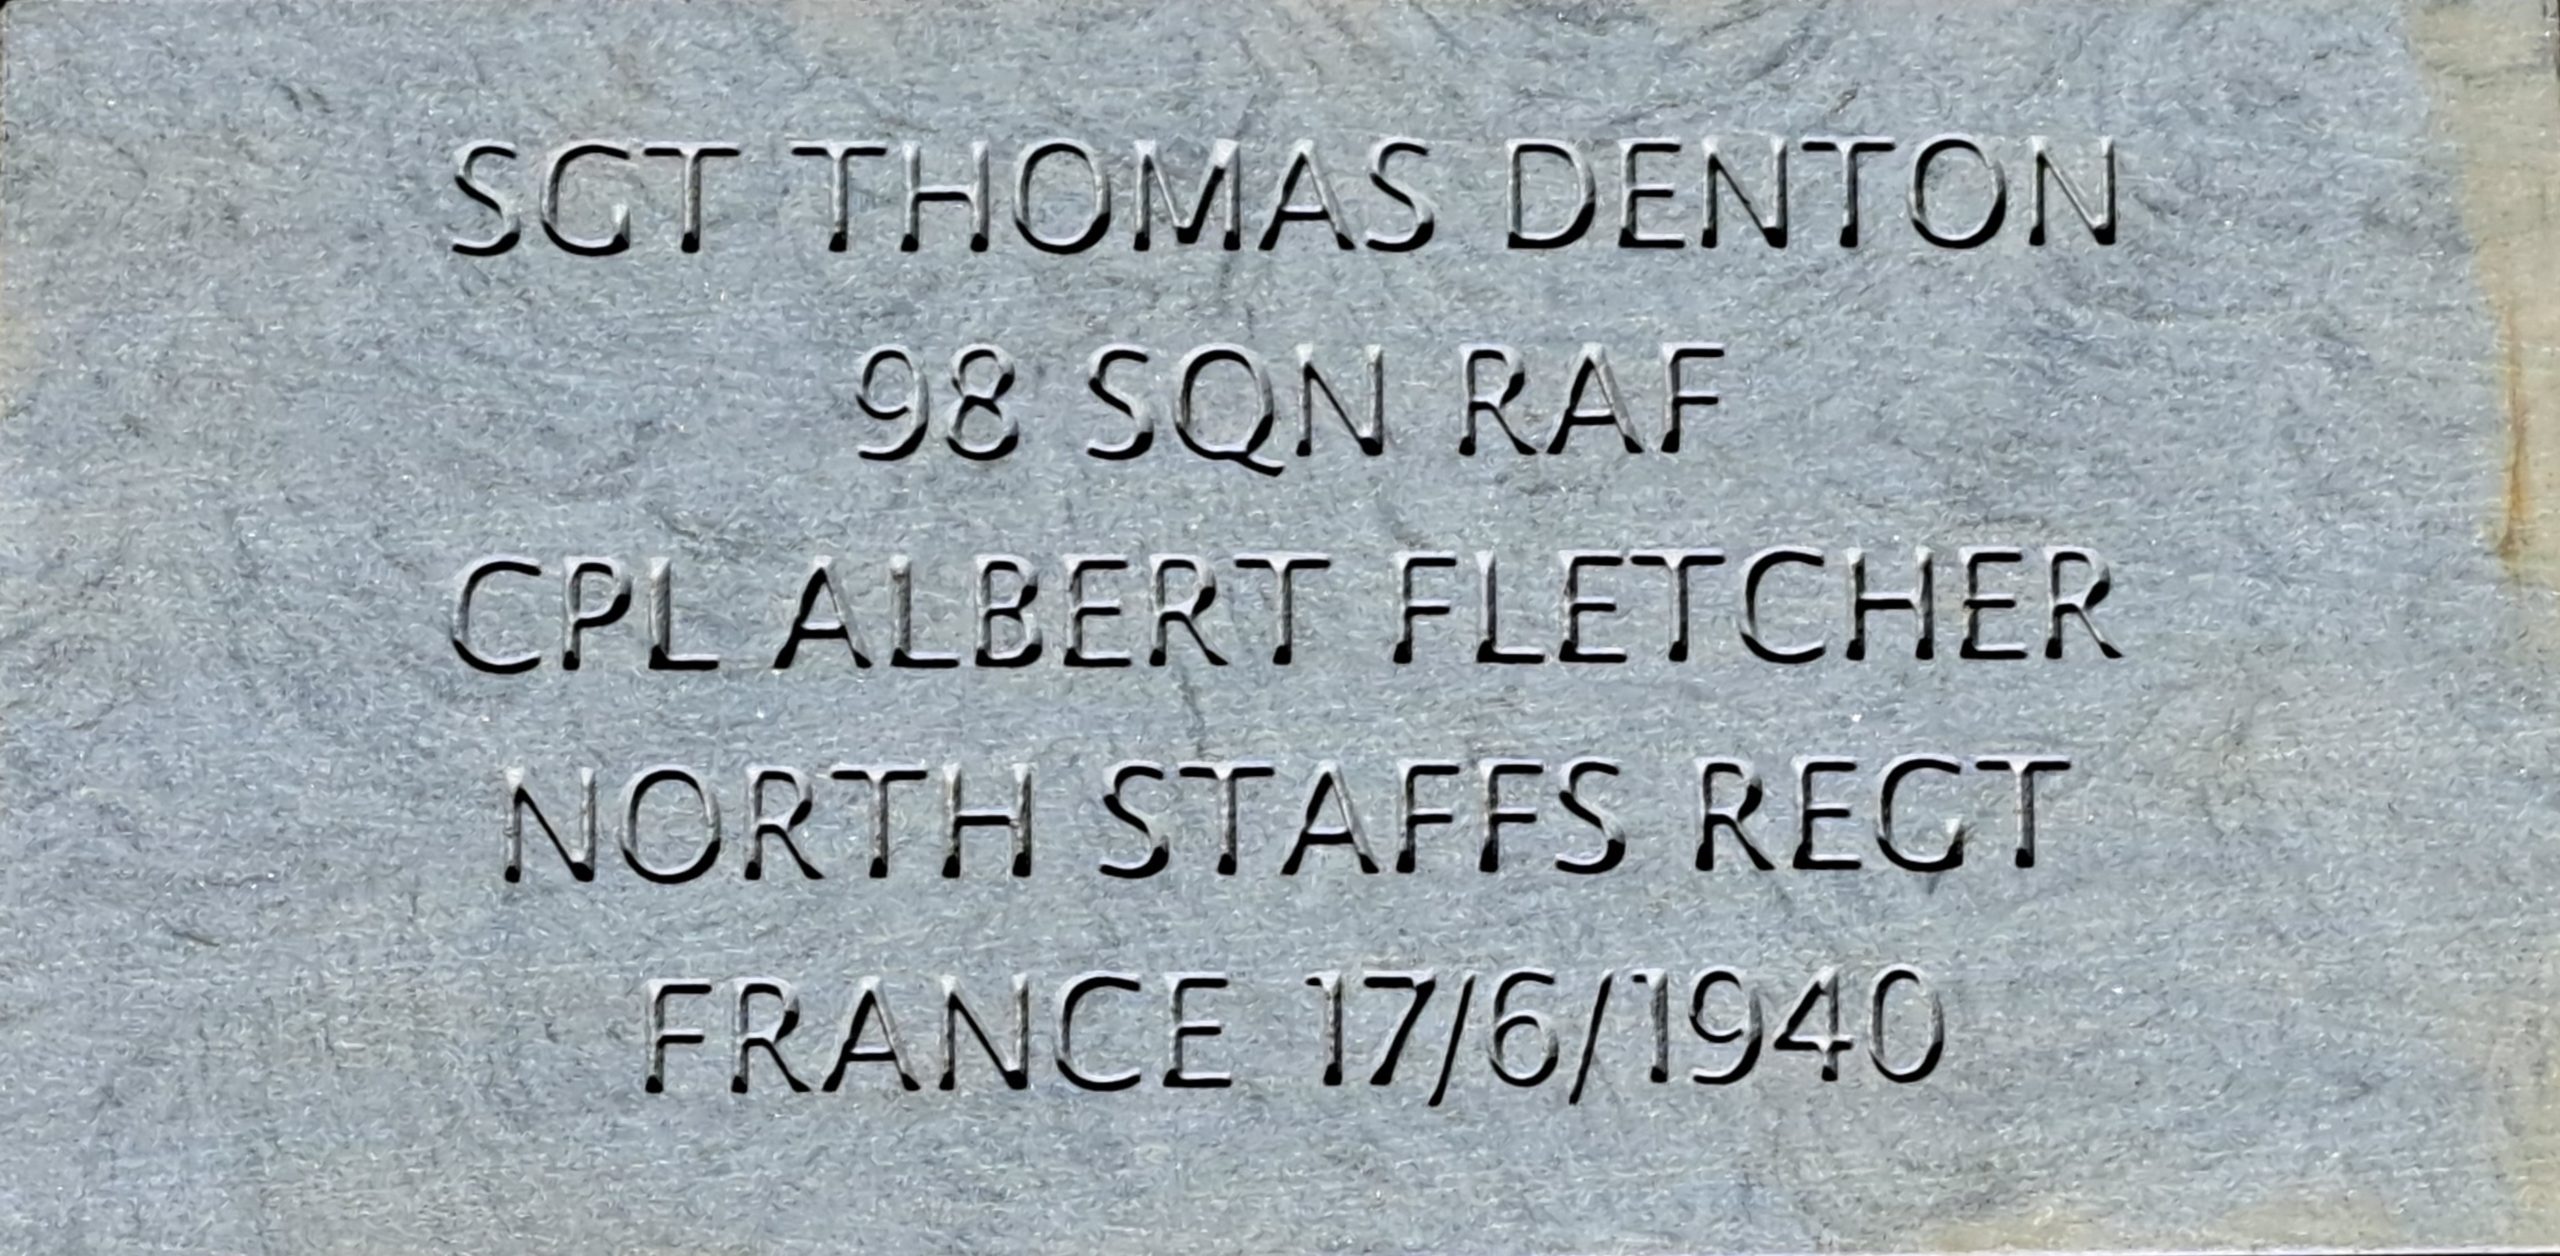 SGT THOMAS DENTON
98 SQN RAF
CPL ALBERT FLETCHER
NORTH STAFFS REGT
FRANCE 17/6/1940